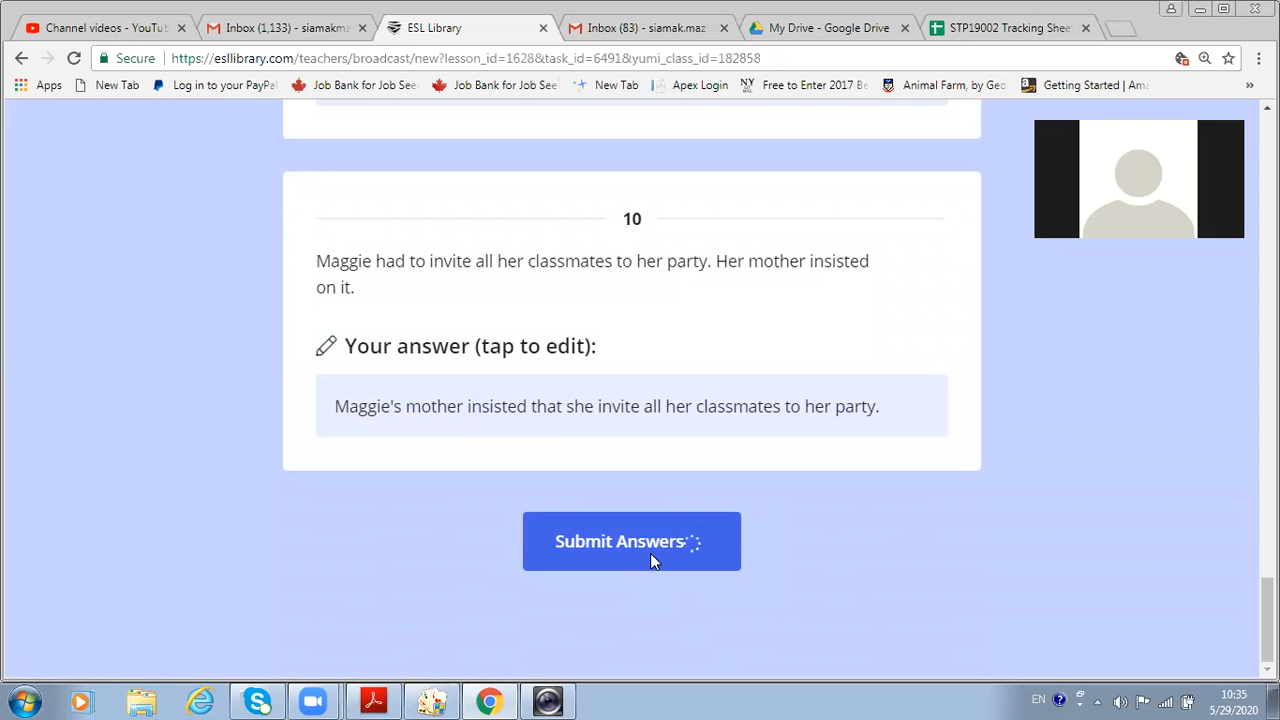 Channel videos - YouTu
Inbox (1,133) - siamakm
ESL Library
Inbox (83) - siamak.maz
My Drive - Google Drive
STP19002 Tracking Shee
Secure
https://esllibrary.com/teachers/broadcast/new?lesson_id=1628&task_id=6491&yumi_class_id=182858
Apps
New Tab
Log in to your PayPal
Job Bank for Job See
Job Bank for Job See
New Tab
Apex Login
NY
Free to Enter 2017 Be
Animal Farm, by Geo
Getting Started | Am
»
10
Maggie had to invite all her classmates to her party. Her mother insisted
on it.
Your answer (tap to edit):
Maggie's mother insisted that she invite all her classmates to her party.
Submit Answers
EN
10:35
5/29/2020